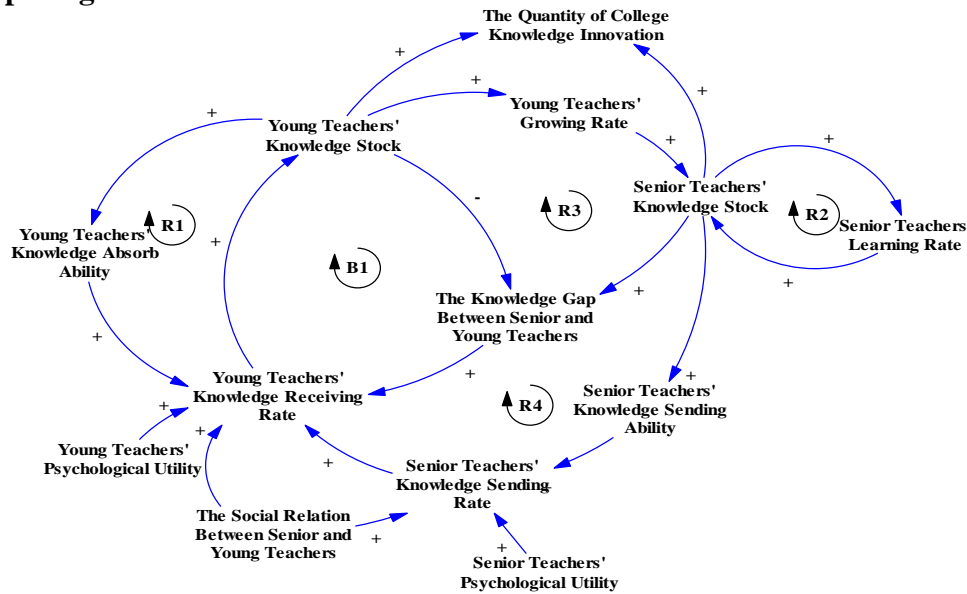 The Quantity of College
Knowledge Innovation
+
+
Young Teachers'
Growing Rate
+
+
Young Teachers'
Knowledge Stock
+
+
+
Senior Teachers'
Knowledge Stock
-
R3
R2
R1
Senior Teachers
Learning Rate
Young Teachers'
Knowledge Absorb
Ability
+
B1
+
+
The Knowledge Gap
Between Senior and
Young Teachers
+
+
+
Young Teachers'
Knowledge Receiving
Rate
R4
Senior Teachers'
Knowledge Sending
Ability
+
+
Young Teachers'
Psychological Utility
+
Senior Teachers'
Knowledge Sending
Rate
+
The Social Relation
Between Senior and
Young Teachers
+
+
Senior Teachers'
Psychological Utility